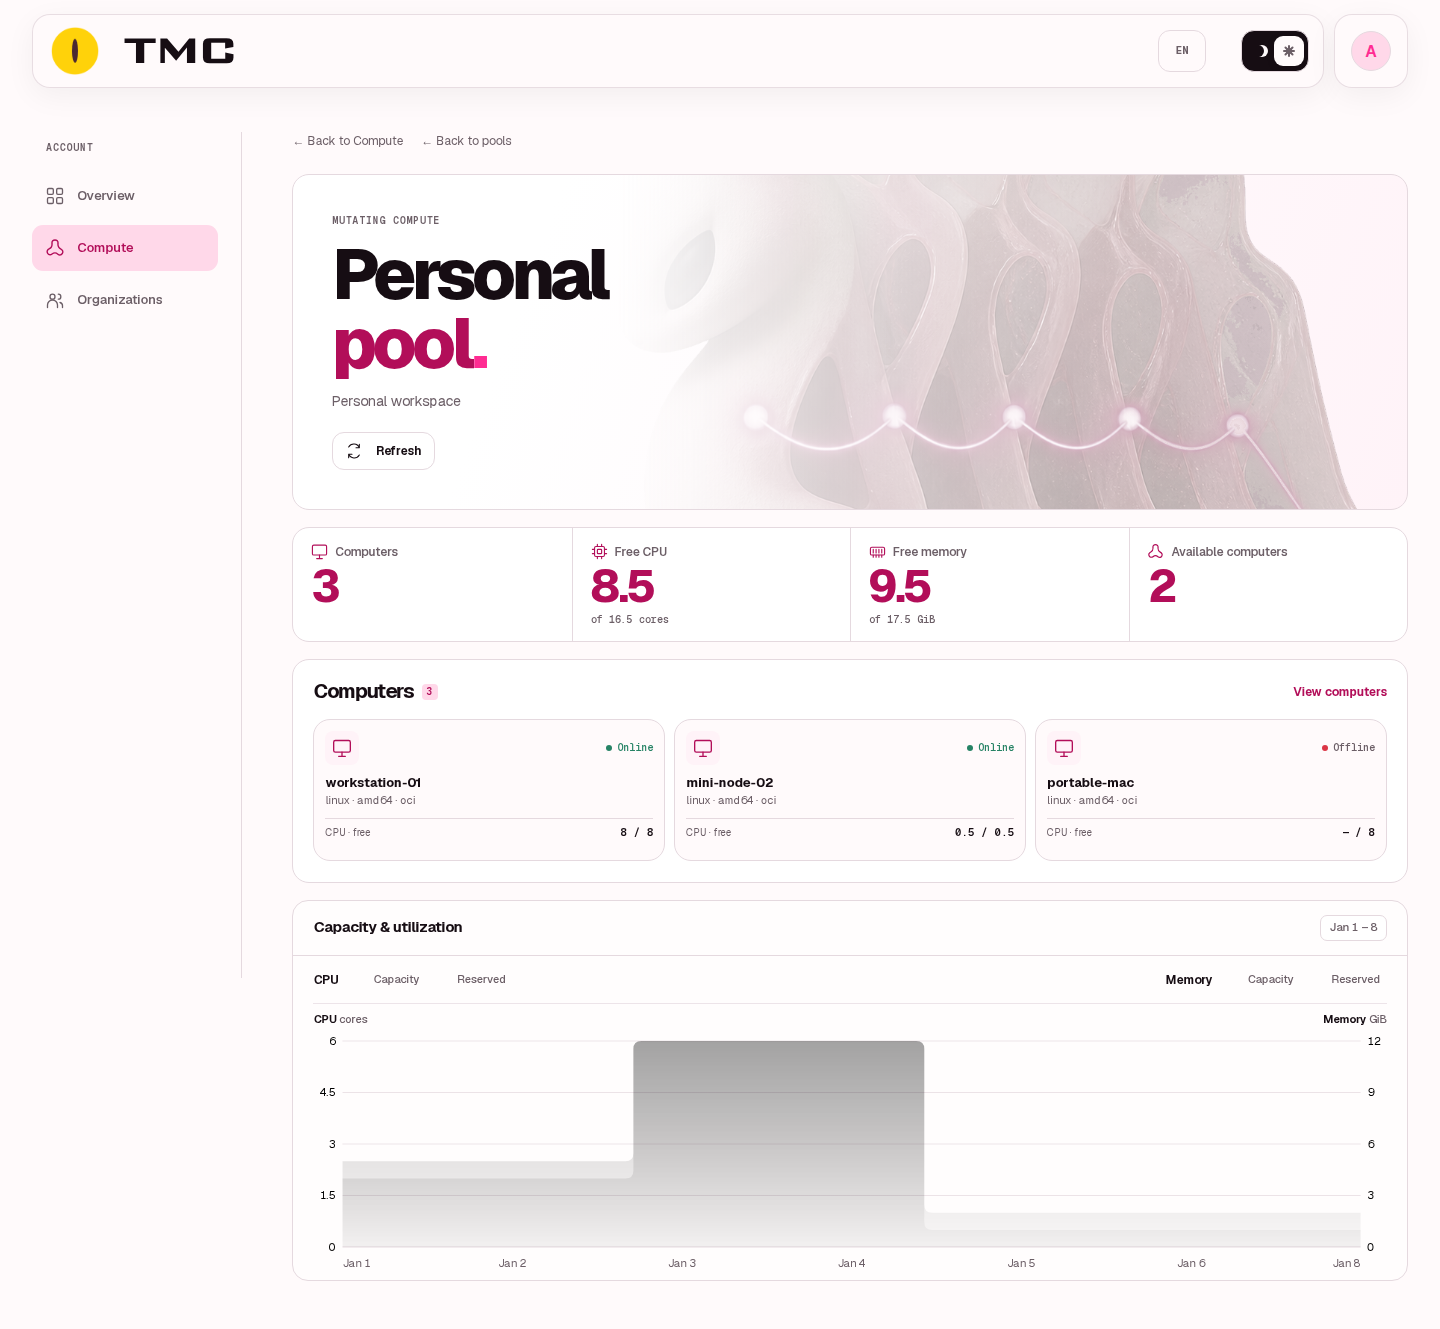 TMC
EN
A
ACCOUNT
Overview
Compute
Organizations
← Back to Compute
← Back to pools
MUTATING COMPUTE
Personal
pool.
Personal workspace
Refresh
Computers
3
Free CPU
8.5
of 16.5 cores
Free memory
9.5
of 17.5 GiB
Available computers
2
Computers 3
View computers
Online
workstation-01
linux · amd64 · oci
CPU · free
8 / 8
Online
mini-node-02
linux · amd64 · oci
CPU · free
0.5 / 0.5
Offline
portable-mac
linux · amd64 · oci
CPU · free
— / 8
Capacity & utilization
Jan 1 – 8
CPU Capacity Reserved
Memory Capacity Reserved
CPU cores
Memory GiB
6
4.5
3
1.5
0
12
9
6
3
0
Jan 1
Jan 2
Jan 3
Jan 4
Jan 5
Jan 6
Jan 8